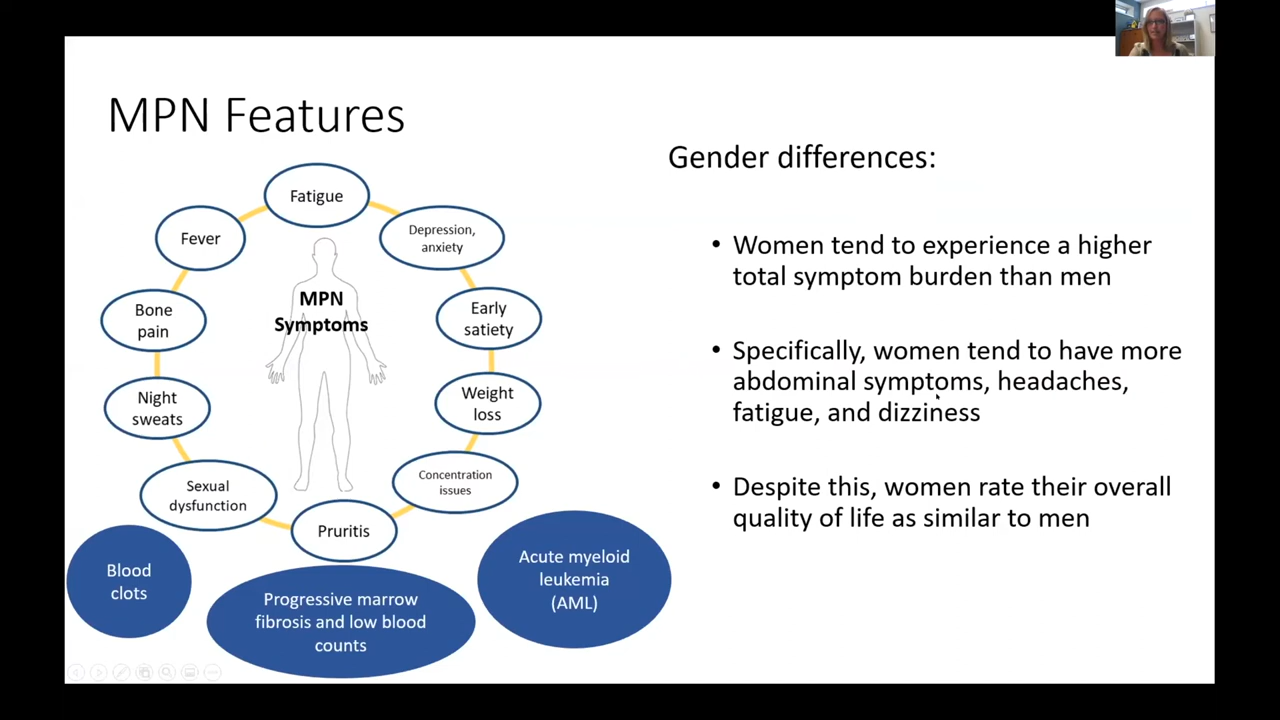 MPN Features
Fatigue
Depression,
anxiety
Early
satiety
Weight
loss
Concentration
issues
Pruritis
Sexual
dysfunction
Night
sweats
Bone
pain
Fever
MPN
Symptoms
Blood
clots
Progressive marrow
fibrosis and low blood
counts
Acute myeloid
leukemia
(AML)
Gender differences:
• Women tend to experience a higher
total symptom burden than men
• Specifically, women tend to have more
abdominal symptoms, headaches,
fatigue, and dizziness
• Despite this, women rate their overall
quality of life as similar to men